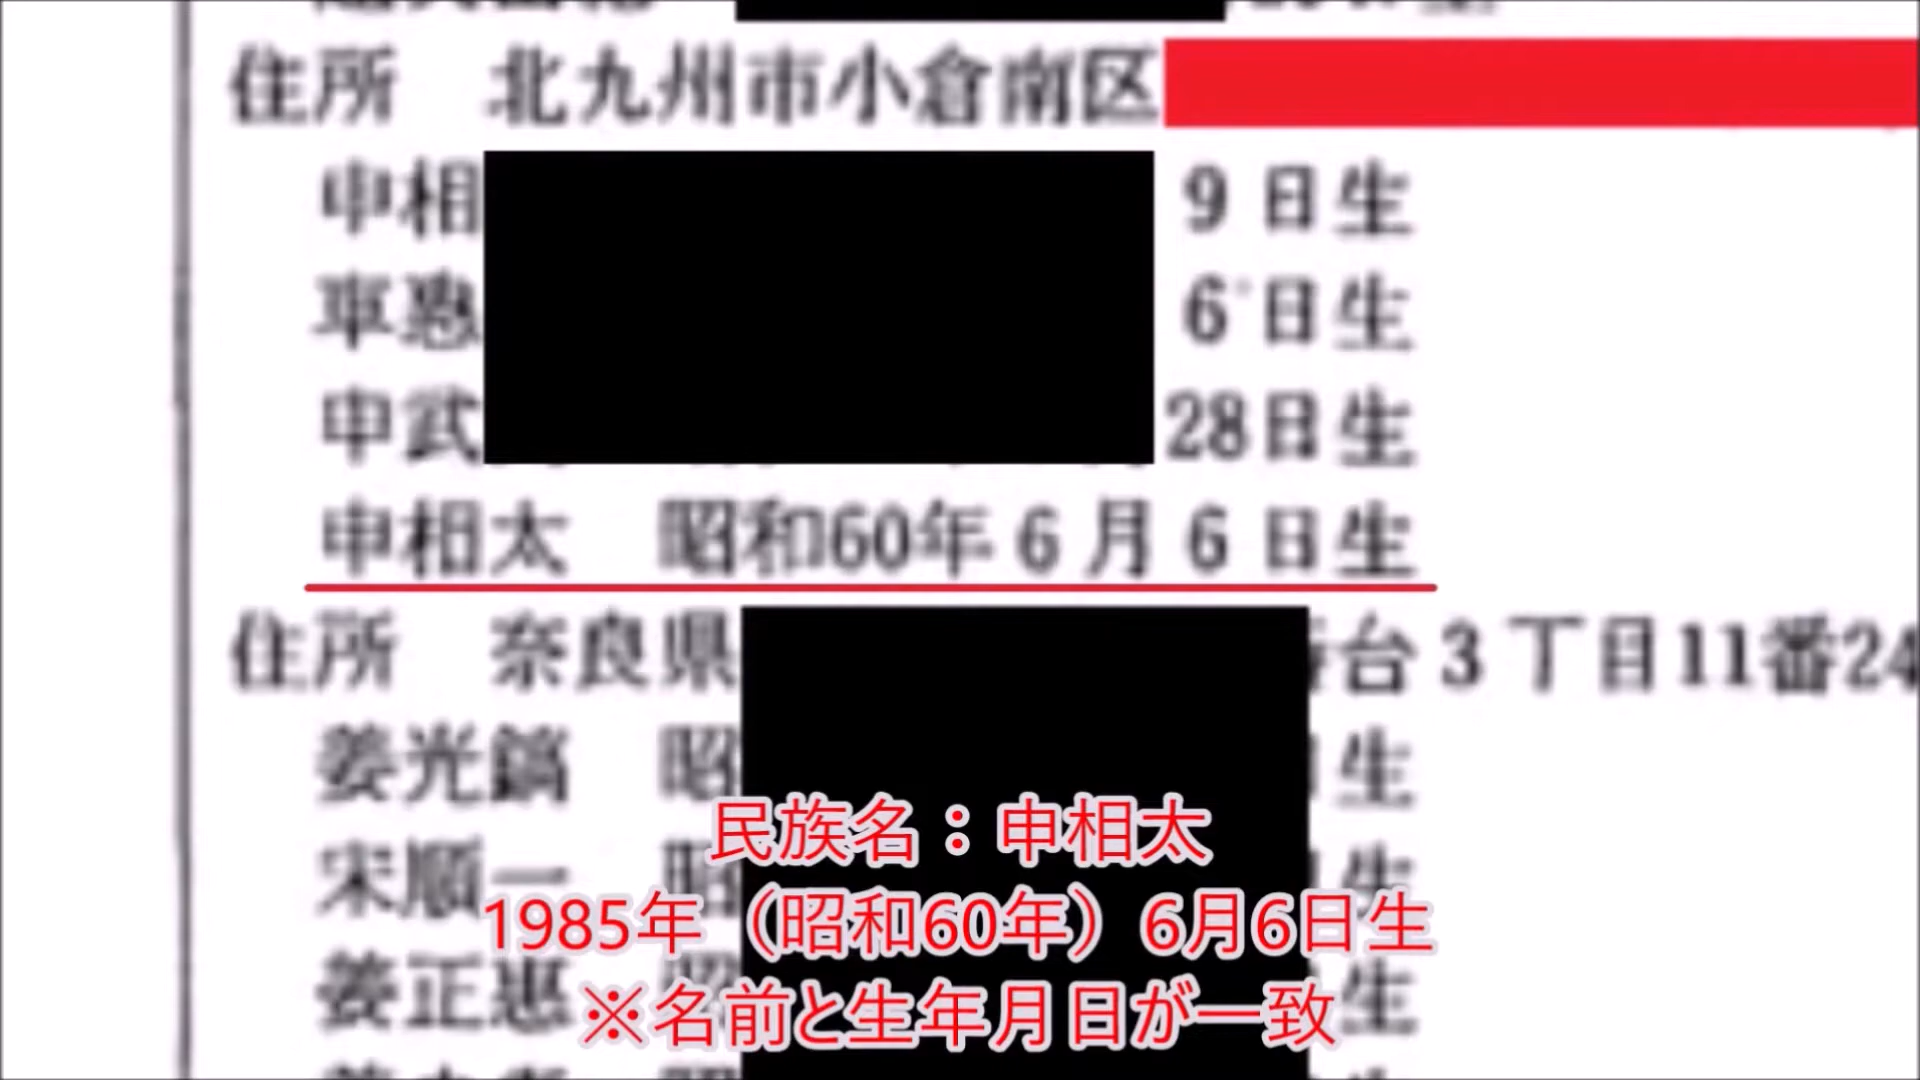 住所 北九州市小倉南区
申相 9日生
車 6日生
申武 28日生
申相太 昭和60年6月6日生
住所 奈良県 台3丁目11番24
姜光鎬 昭 生
宋順一 昭 生
姜正惠 昭 生
民族名：申相太
1985年（昭和60年）6月6日生
※名前と生年月日が一致